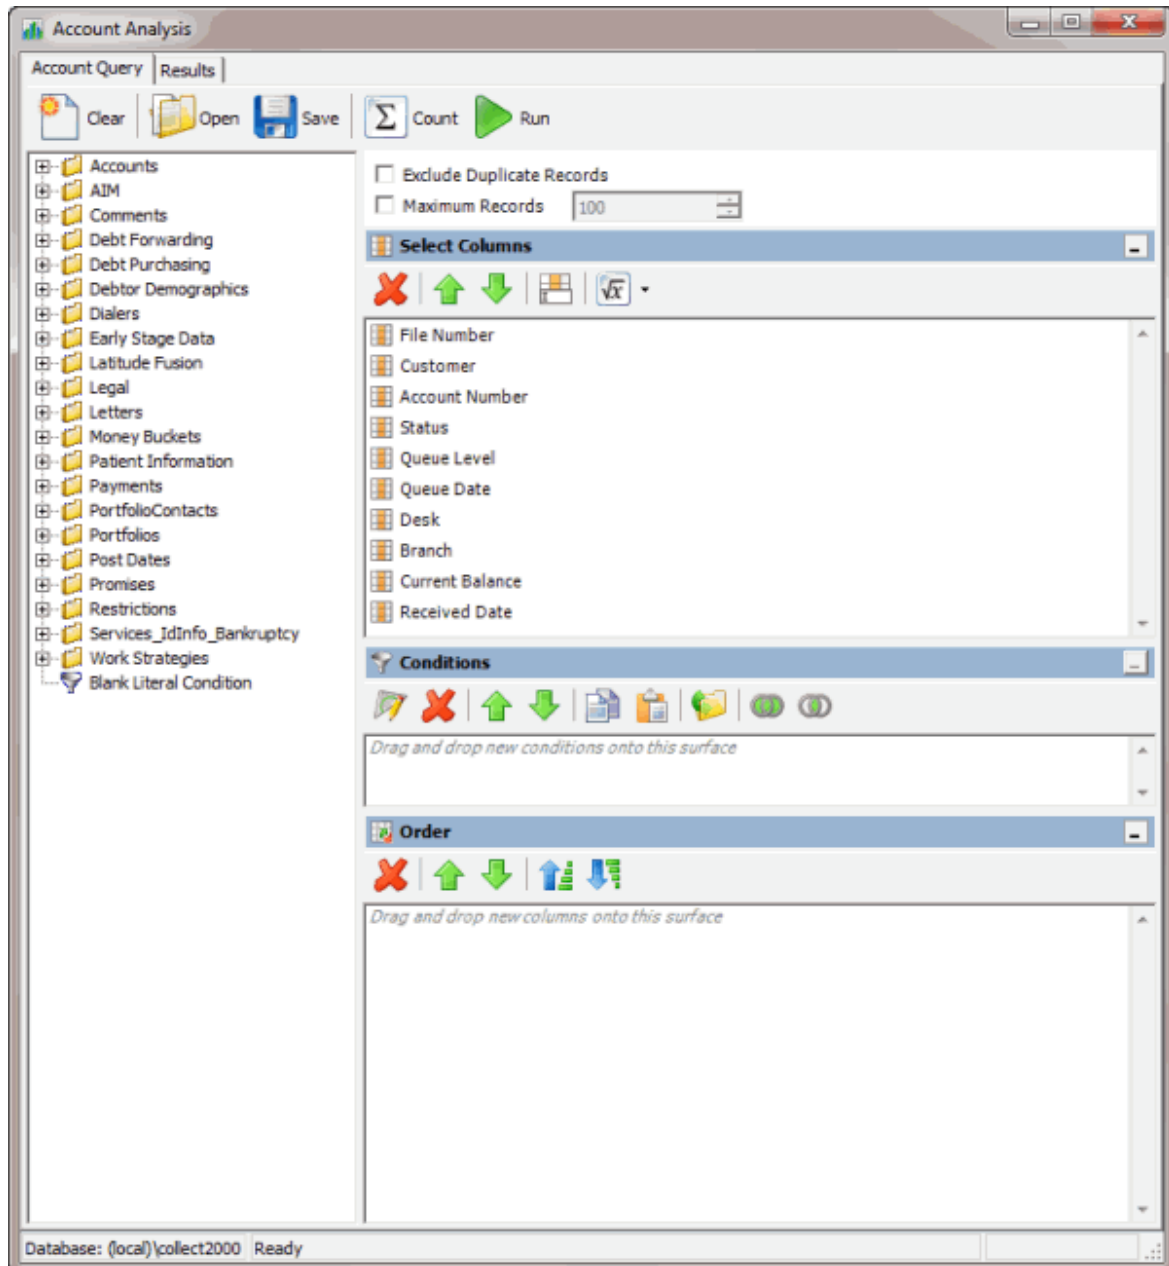 Account Analysis
Account Query
Results
Clear
Open
Save
Count
Run
Accounts
AIM
Comments
Debt Forwarding
Debt Purchasing
Debtor Demographics
Dialers
Early Stage Data
Latitude Fusion
Legal
Letters
Money Buckets
Patient Information
Payments
PortfolioContacts
Portfolios
Post Dates
Promises
Restrictions
Services_IdInfo_Bankruptcy
Work Strategies
Blank Literal Condition
Exclude Duplicate Records
Maximum Records 100
Select Columns
File Number
Customer
Account Number
Status
Queue Level
Queue Date
Desk
Branch
Current Balance
Received Date
Conditions
Drag and drop new conditions onto this surface
Order
Drag and drop new columns onto this surface
Database: (local)\collect2000 Ready